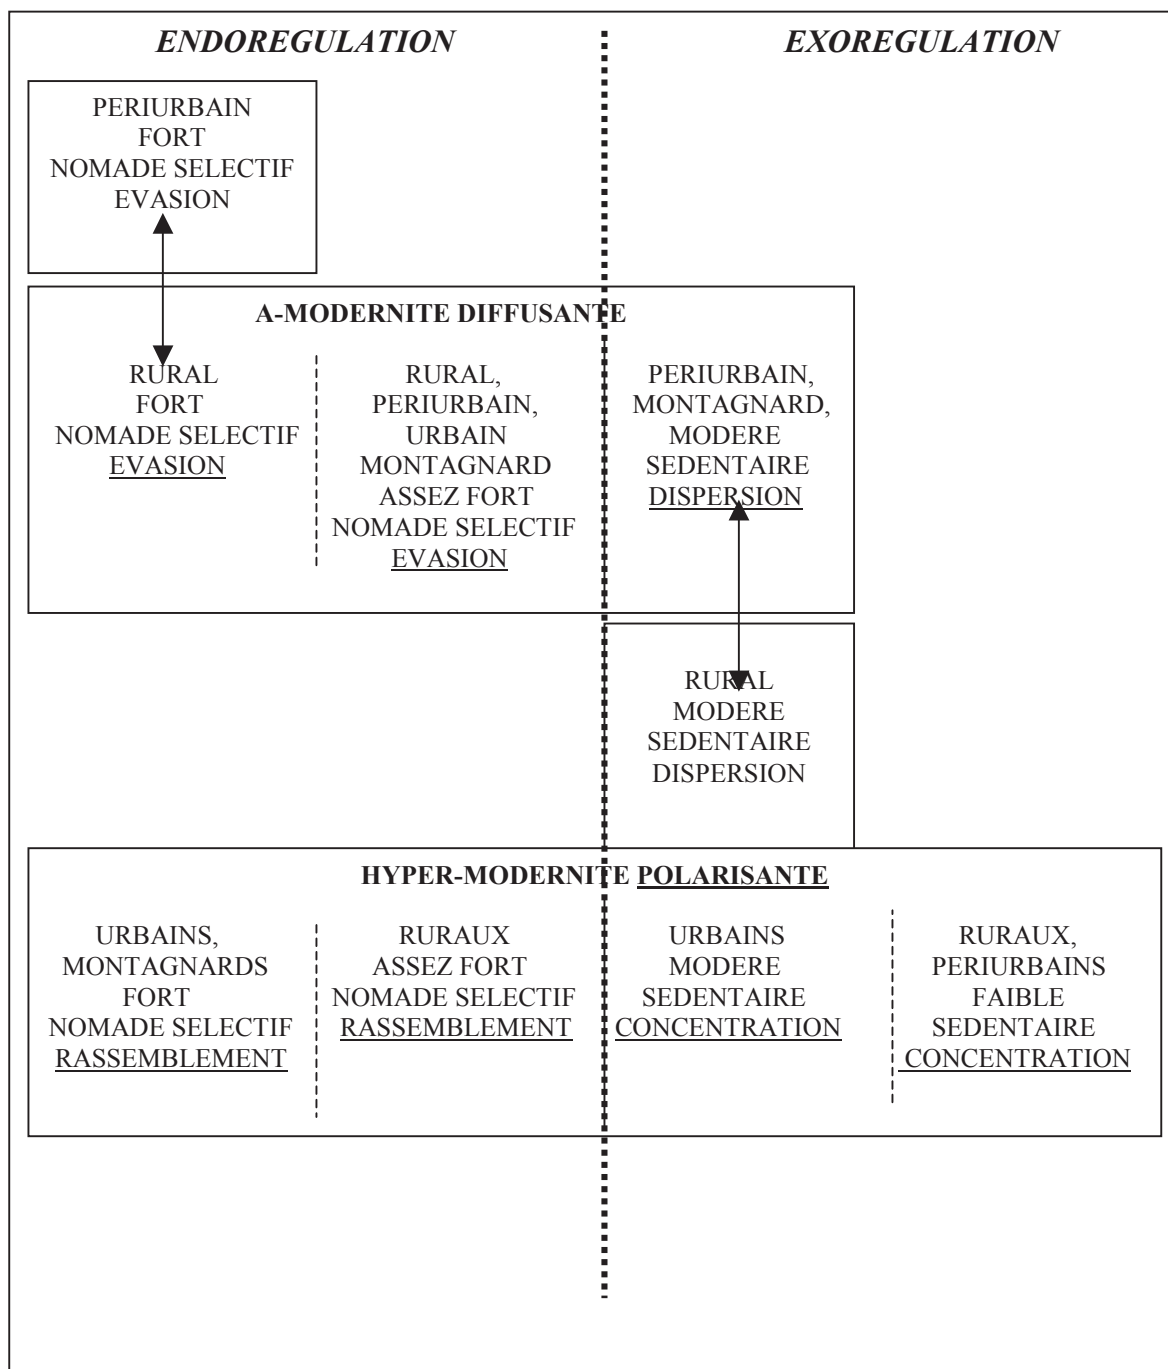 ENDOREGULATION
EXOREGULATION
PERIURBAIN
FORT
NOMADE SELECTIF
EVASION
A-MODERNITE DIFFUSANTE
RURAL
FORT
NOMADE SELECTIF
EVASION
RURAL,
PERIURBAIN,
URBAIN
MONTAGNARD
ASSEZ FORT
NOMADE SELECTIF
EVASION
PERIURBAIN,
MONTAGNARD,
MODERE
SEDENTAIRE
DISPERSION
RURAL
MODERE
SEDENTAIRE
DISPERSION
HYPER-MODERNITE POLARISANTE
URBAINS,
MONTAGNARDS
FORT
NOMADE SELECTIF
RASSEMBLEMENT
RURAUX
ASSEZ FORT
NOMADE SELECTIF
RASSEMBLEMENT
URBAINS
MODERE
SEDENTAIRE
CONCENTRATION
RURAUX,
PERIURBAINS
FAIBLE
SEDENTAIRE
CONCENTRATION